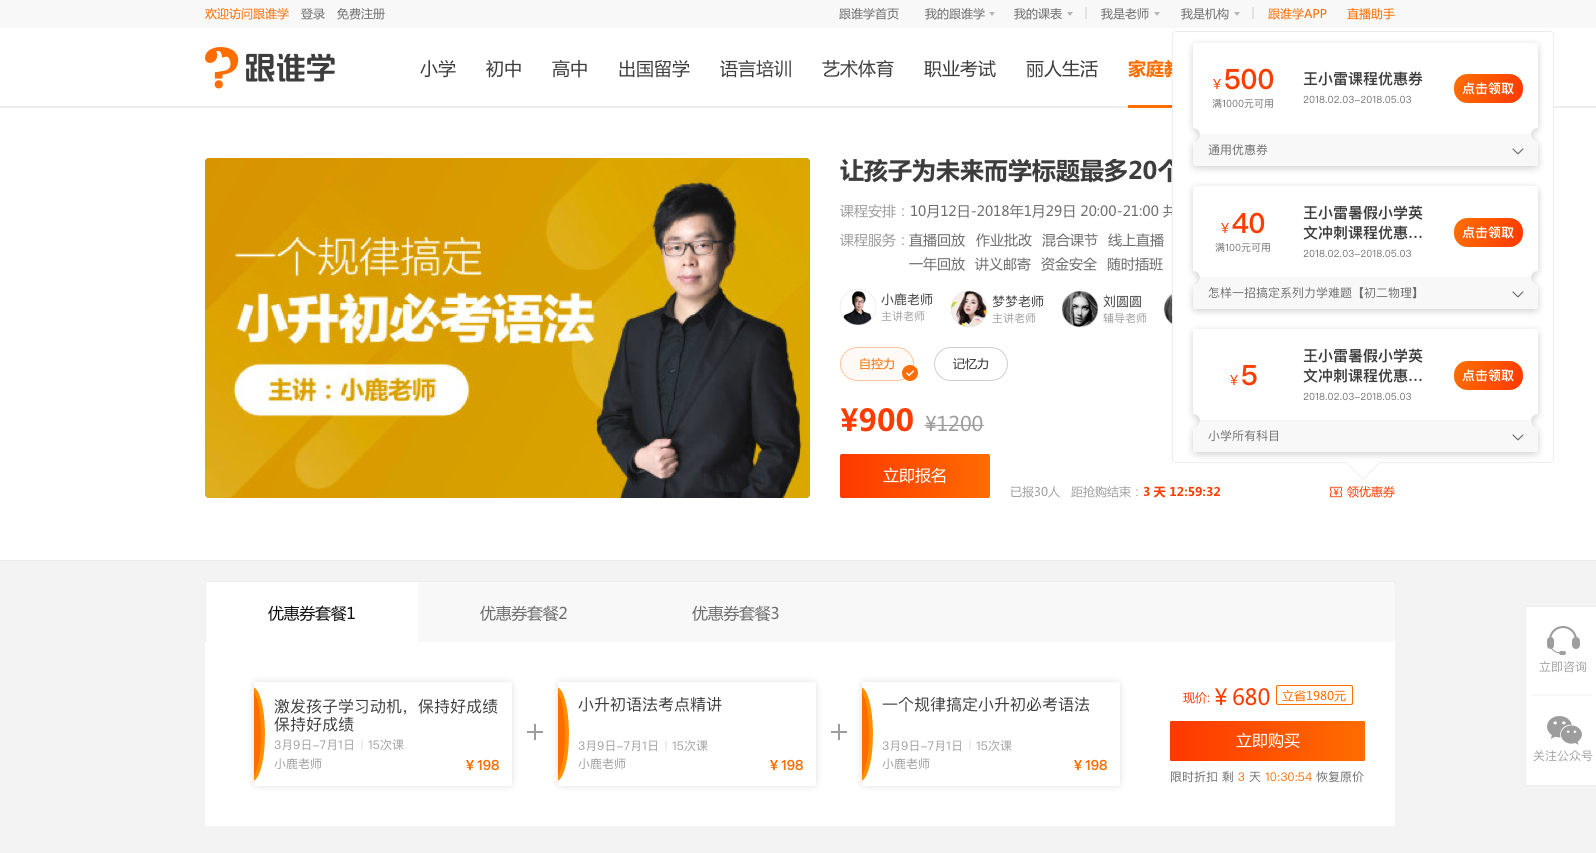 欢迎访问跟谁学 登录 免费注册
跟谁学首页 我的跟谁学 我的课表 我是老师 我是机构 跟谁学APP 直播助手
跟谁学
小学 初中 高中 出国留学 语言培训 艺术体育 职业考试 丽人生活 家庭教
一个规律搞定
小升初必考语法
主讲：小鹿老师
让孩子为未来而学标题最多20个
课程安排：10月12日-2018年1月29日 20:00-21:00 共
课程服务：直播回放 作业批改 混合课节 线上直播
一年回放 讲义邮寄 资金安全 随时插班
小鹿老师
主讲老师
梦梦老师
主讲老师
刘圆圆
辅导老师
自控力 记忆力
¥900 ¥1200
立即报名
已报30人 距抢购结束：3 天 12:59:32
领优惠券
¥500
满1000元可用
王小雷课程优惠券
2018.02.03-2018.05.03
点击领取
通用优惠券
¥40
满100元可用
王小雷暑假小学英
文冲刺课程优惠...
2018.02.03-2018.05.03
点击领取
怎样一招搞定系列力学难题【初二物理】
¥5
王小雷暑假小学英
文冲刺课程优惠...
2018.02.03-2018.05.03
点击领取
小学所有科目
优惠券套餐1 优惠券套餐2 优惠券套餐3
激发孩子学习动机，保持好成绩
保持好成绩
3月9日-7月1日 | 15次课
小鹿老师
¥198
+
小升初语法考点精讲
3月9日-7月1日 | 15次课
小鹿老师
¥198
+
一个规律搞定小升初必考语法
3月9日-7月1日 | 15次课
小鹿老师
¥198
现价: ¥680 立省1980元
立即购买
限时折扣 剩 3 天 10:30:54 恢复原价
立即咨询
关注公众号